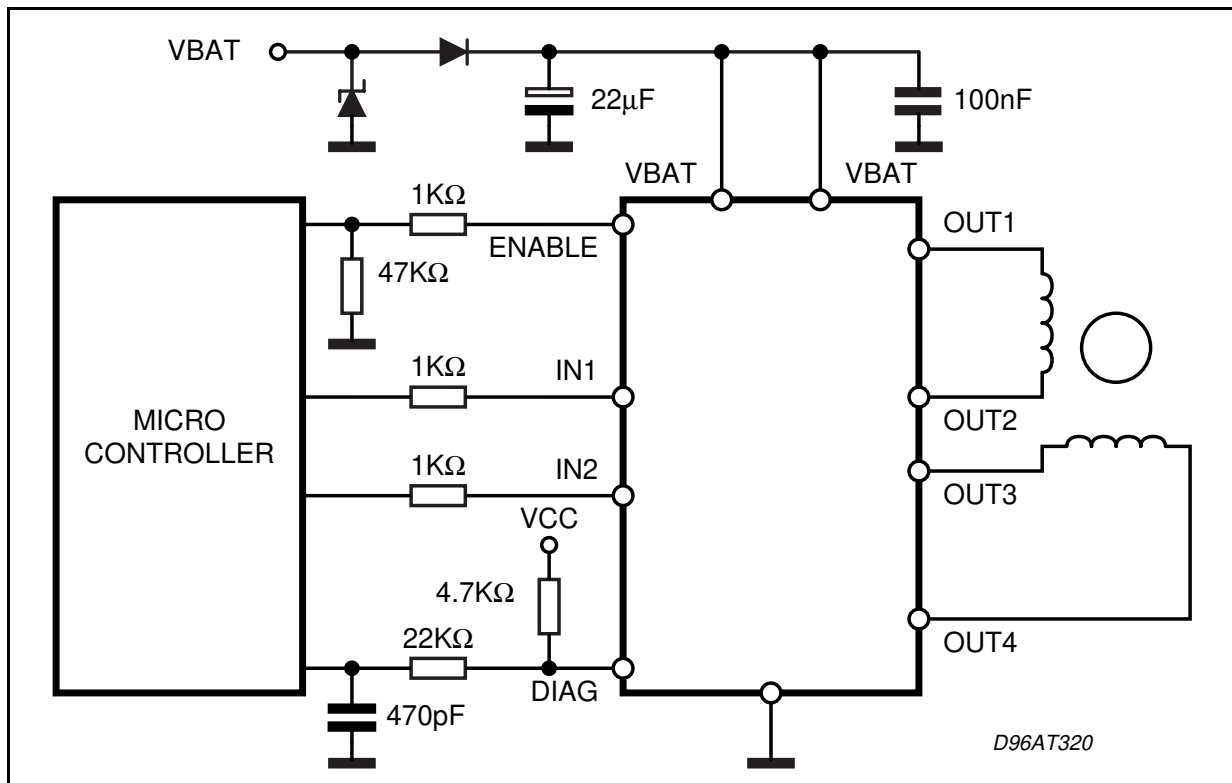 VBAT
22μF
100nF
VBAT
VBAT
1KΩ
ENABLE
OUT1
47KΩ
1KΩ
IN1
OUT2
MICRO
CONTROLLER
1KΩ
IN2
OUT3
VCC
4.7KΩ
22KΩ
DIAG
OUT4
470pF
D96AT320